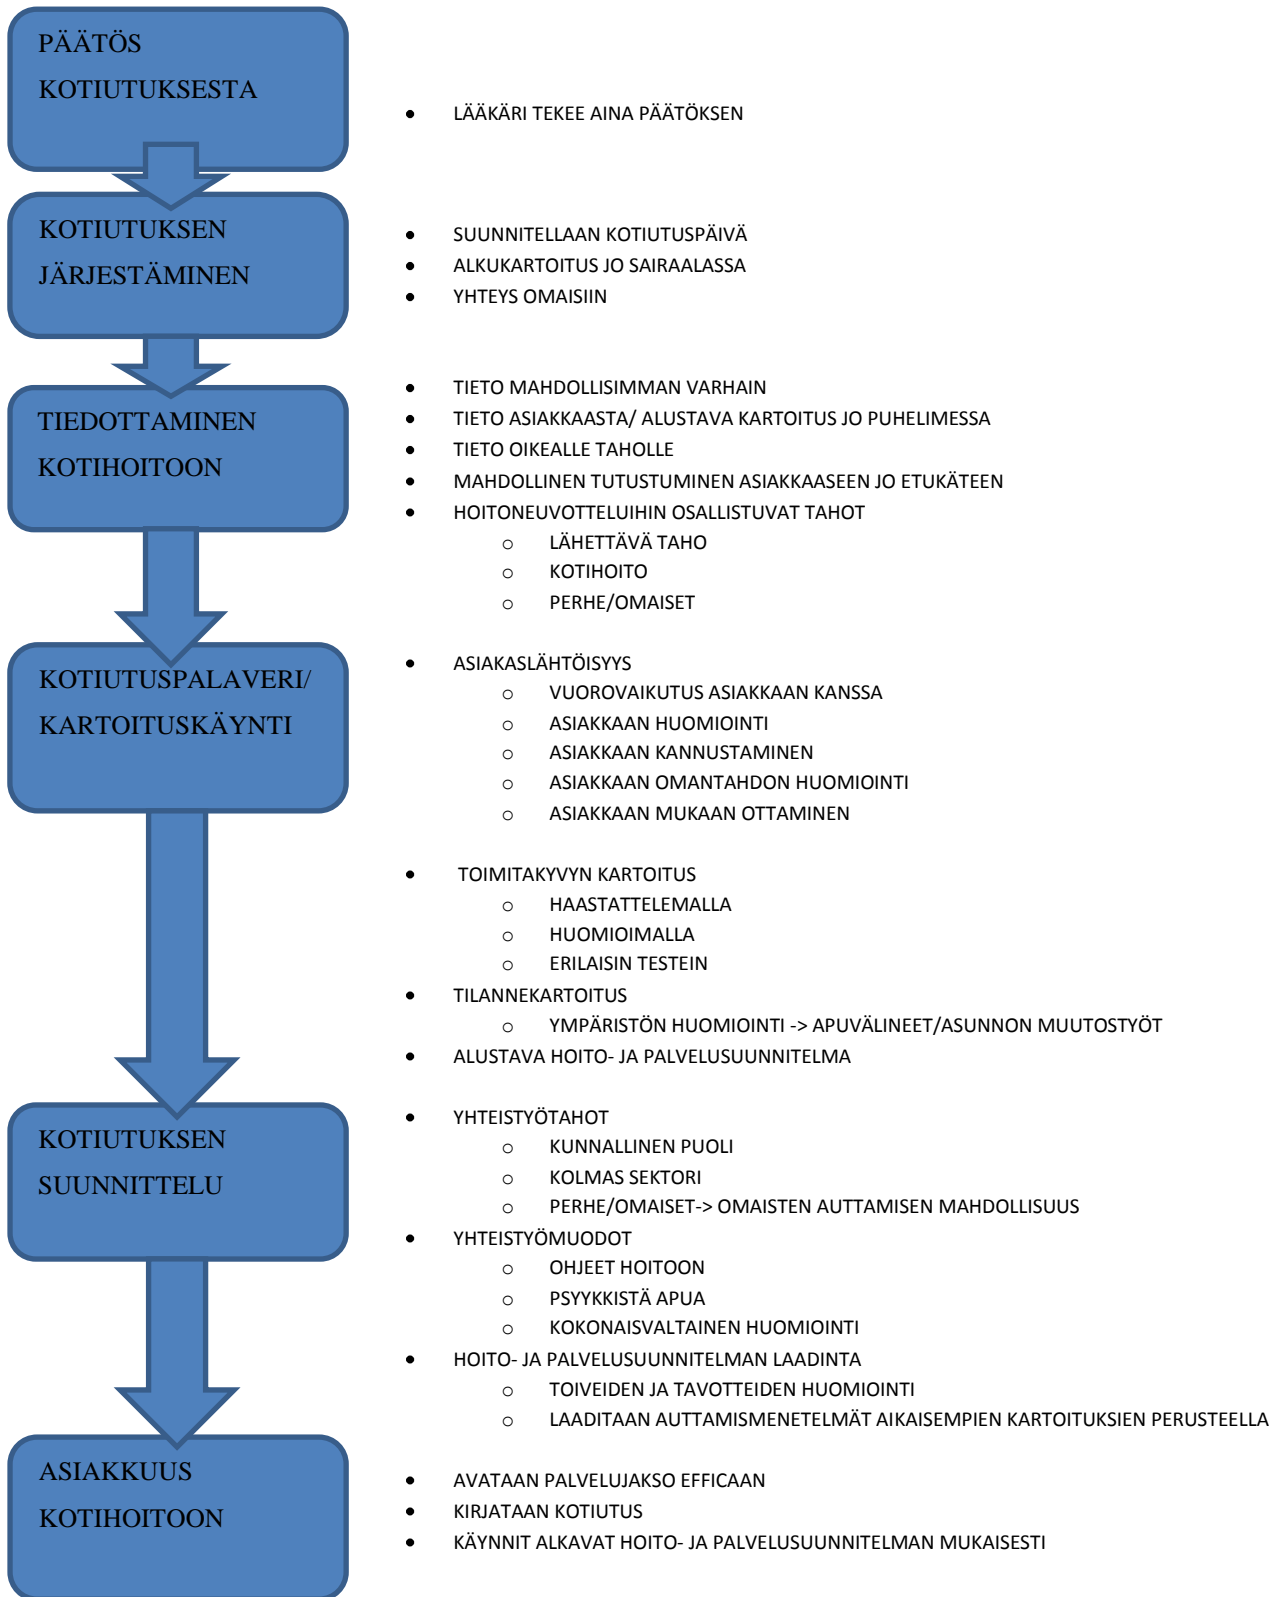 PÄÄTÖS
KOTIUTUKSESTA
• LÄÄKÄRI TEKEE AINA PÄÄTÖKSEN
KOTIUTUKSEN
JÄRJESTÄMINEN
• SUUNNITELLAAN KOTIUTUSPÄIVÄ
• ALKUKARTOITUS JO SAIRAALASSA
• YHTEYS OMAISIIN
TIEDOTTAMINEN
KOTIHOITOON
• TIETO MAHDOLLISIMMAN VARHAIN
• TIETO ASIAKKAASTA/ ALUSTAVA KARTOITUS JO PUHELIMESSA
• TIETO OIKEALLE TAHOLLE
• MAHDOLLINEN TUTUSTUMINEN ASIAKKAASEEN JO ETUKÄTEEN
• HOITONEUVOTTELUIHIN OSALLISTUVAT TAHOT
o LÄHETTÄVÄ TAHO
o KOTIHOITO
o PERHE/OMAISET
KOTIUTUSPALAVERI/
KARTOITUSKÄYNTI
• ASIAKASLÄHTÖISYYS
o VUOROVAIKUTUS ASIAKKAAN KANSSA
o ASIAKKAAN HUOMIOINTI
o ASIAKKAAN KANNUSTAMINEN
o ASIAKKAAN OMANTAHDON HUOMIOINTI
o ASIAKKAAN MUKAAN OTTAMINEN
• TOIMITAKYVYN KARTOITUS
o HAASTATTELEMALLA
o HUOMIOIMALLA
o ERILAISIN TESTEIN
• TILANNEKARTOITUS
o YMPÄRISTÖN HUOMIOINTI -> APUVÄLINEET/ASUNNON MUUTOSTYÖT
• ALUSTAVA HOITO- JA PALVELUSUUNNITELMA
KOTIUTUKSEN
SUUNNITTELU
• YHTEISTYÖTAHOT
o KUNNALLINEN PUOLI
o KOLMAS SEKTORI
o PERHE/OMAISET-> OMAISTEN AUTTAMISEN MAHDOLLISUUS
• YHTEISTYÖMUODOT
o OHJEET HOITOON
o PSYYKKISTÄ APUA
o KOKONAISVALTAINEN HUOMIOINTI
• HOITO- JA PALVELUSUUNNITELMAN LAADINTA
o TOIVEIDEN JA TAVOTTEIDEN HUOMIOINTI
o LAADITAAN AUTTAMISMENETELMÄT AIKAISEMPIEN KARTOITUKSIEN PERUSTEELLA
ASIAKKUUS
KOTIHOITOON
• AVATAAN PALVELUJAKSO EFFICAAN
• KIRJATAAN KOTIUTUS
• KÄYNNIT ALKAVAT HOITO- JA PALVELUSUUNNITELMAN MUKAISESTI